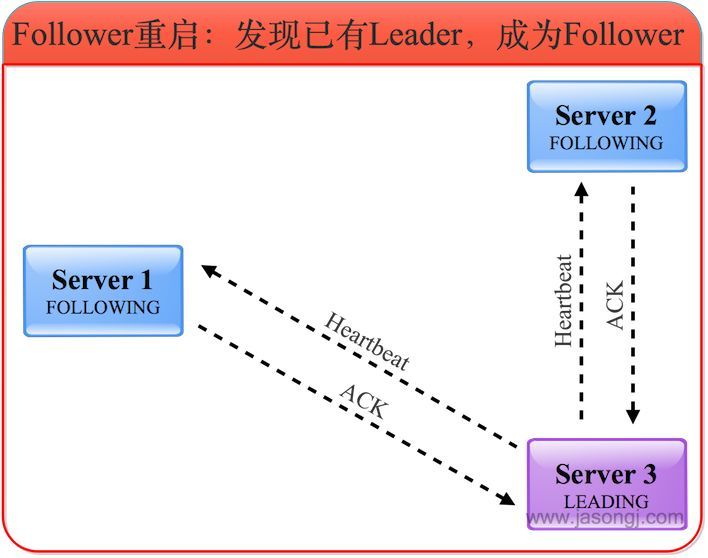 Follower重启：发现已有Leader，成为Follower
Server 2
FOLLOWING
Server 1
FOLLOWING
Heartbeat
ACK
Heartbeat
ACK
Server 3
LEADING
www.jasongj.com